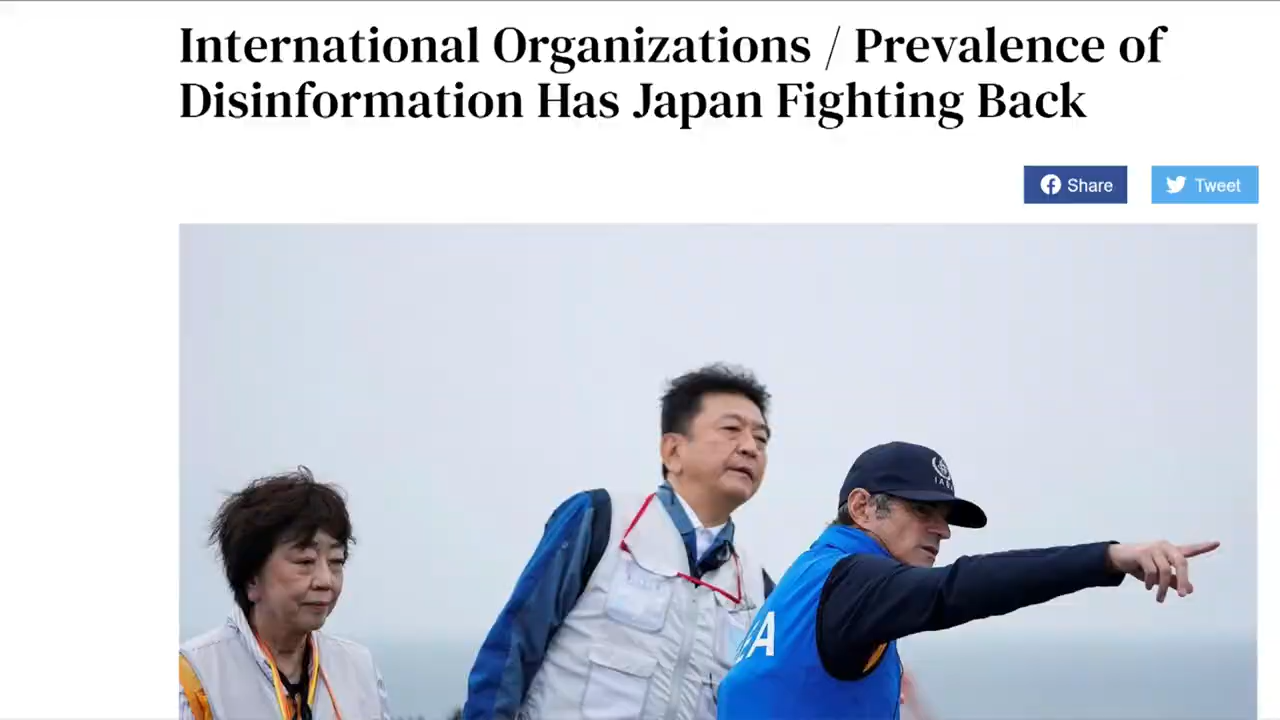 International Organizations / Prevalence of
Disinformation Has Japan Fighting Back
Share
Tweet
IAEA